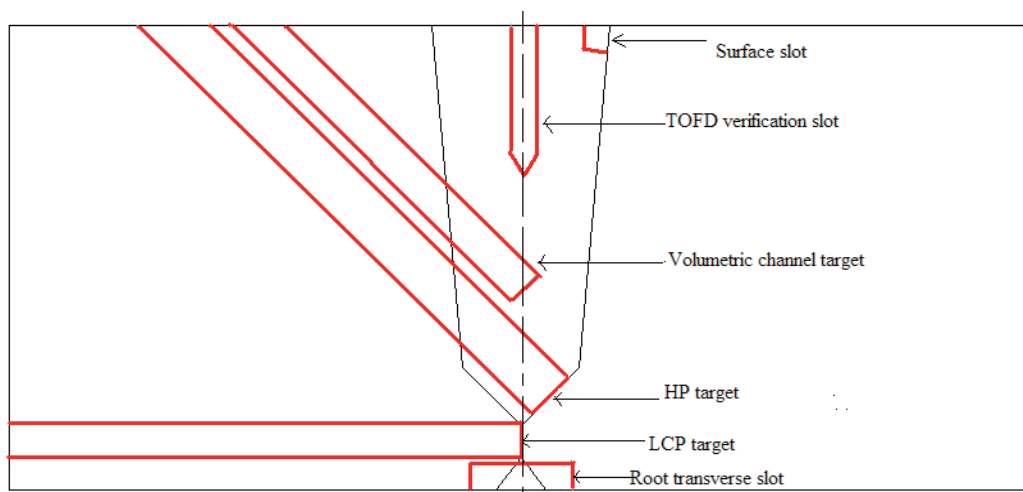 Surface slot
TOFD verification slot
Volumetric channel target
HP target
LCP target
Root transverse slot